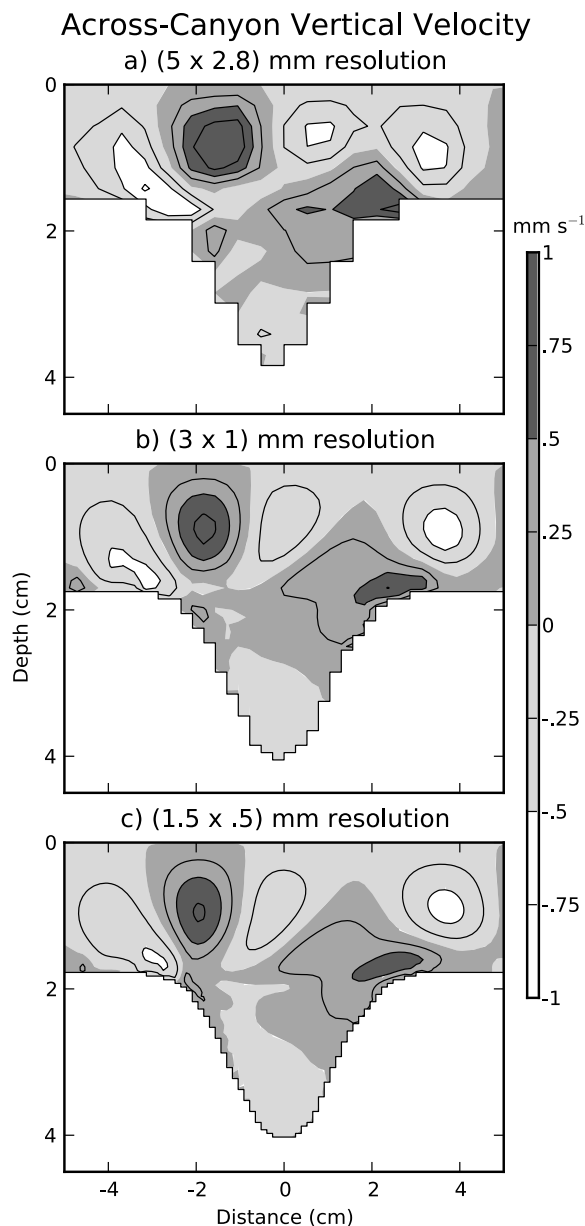 Across-Canyon Vertical Velocity
a) (5 x 2.8) mm resolution
0
2
4
mm s⁻¹
1
.75
.5
.25
0
-.25
-.5
-.75
-1
b) (3 x 1) mm resolution
0
2
4
Depth (cm)
c) (1.5 x .5) mm resolution
0
2
4
-4 -2 0 2 4
Distance (cm)